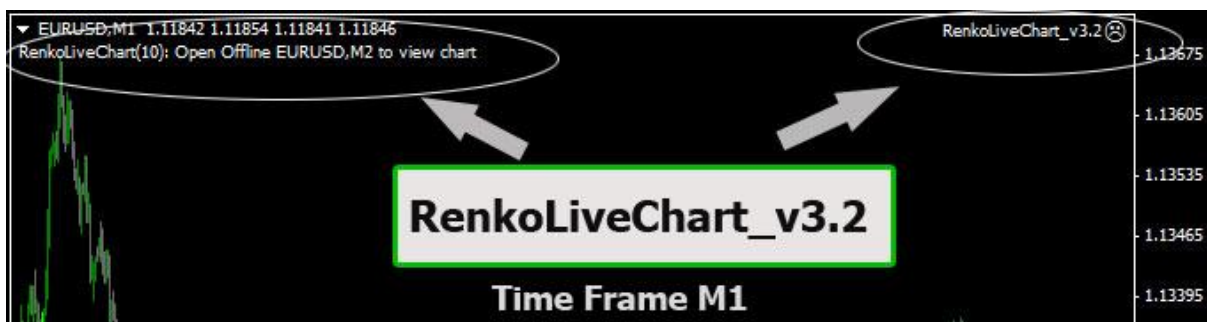 EURUSD,M1 1.11842 1.11854 1.11841 1.11846
RenkoLiveChart_v3.2
RenkoLiveChart(10): Open Offline EURUSD,M2 to view chart
1.13675
1.13605
1.13535
RenkoLiveChart_v3.2
1.13465
Time Frame M1
1.13395